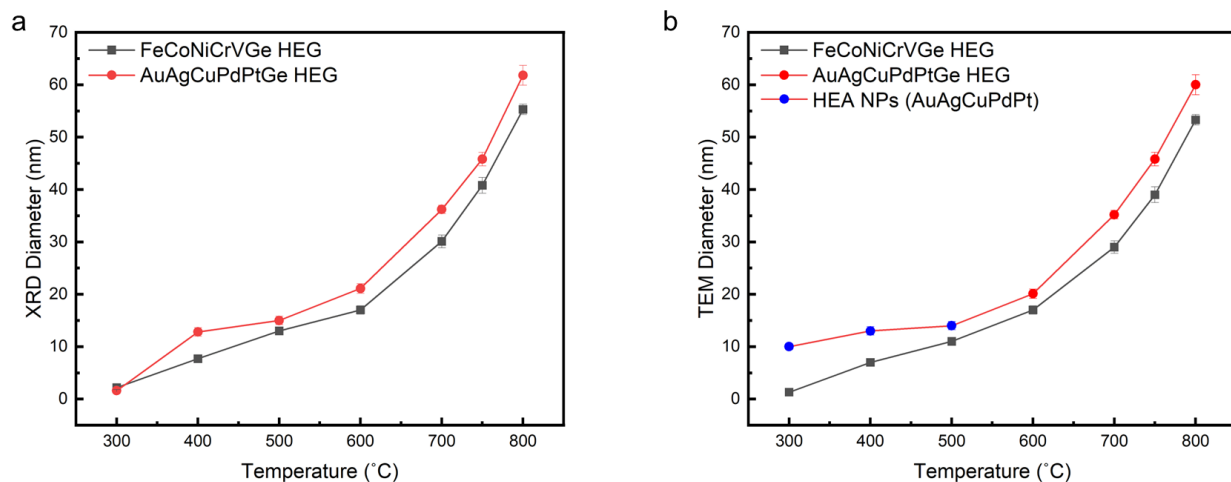 a
70
60
50
40
30
20
10
0
XRD Diameter (nm)
FeCoNiCrVGe HEG
AuAgCuPdPtGe HEG
300 400 500 600 700 800
Temperature (˚C)
b
70
60
50
40
30
20
10
0
TEM Diameter (nm)
FeCoNiCrVGe HEG
AuAgCuPdPtGe HEG
HEA NPs (AuAgCuPdPt)
300 400 500 600 700 800
Temperature (˚C)